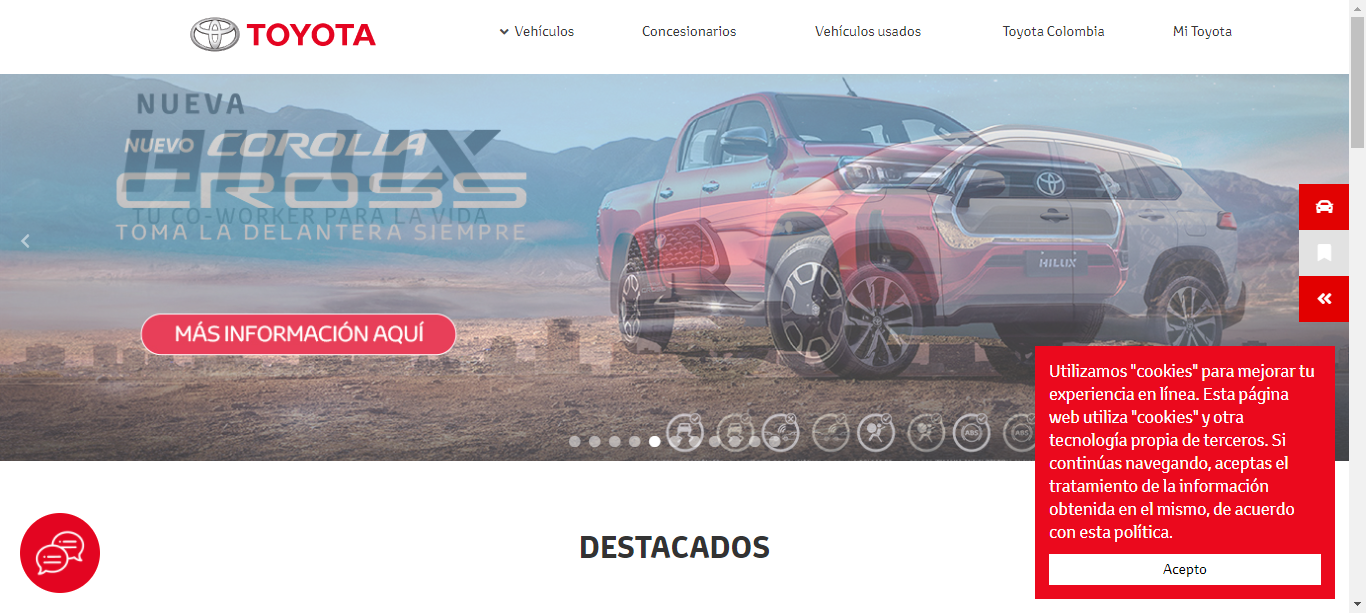 TOYOTA
Vehículos
Concesionarios
Vehículos usados
Toyota Colombia
Mi Toyota
NUEVA
HILUX
NUEVO COROLLA
CROSS
TU CO-WORKER PARA LA VIDA
TOMA LA DELANTERA SIEMPRE
HILUX
MÁS INFORMACIÓN AQUÍ
ABS
ABS
Utilizamos "cookies" para mejorar tu
experiencia en línea. Esta página
web utiliza "cookies" y otra
tecnología propia de terceros. Si
continúas navegando, aceptas el
tratamiento de la información
obtenida en el mismo, de acuerdo
con esta política.
Acepto
DESTACADOS